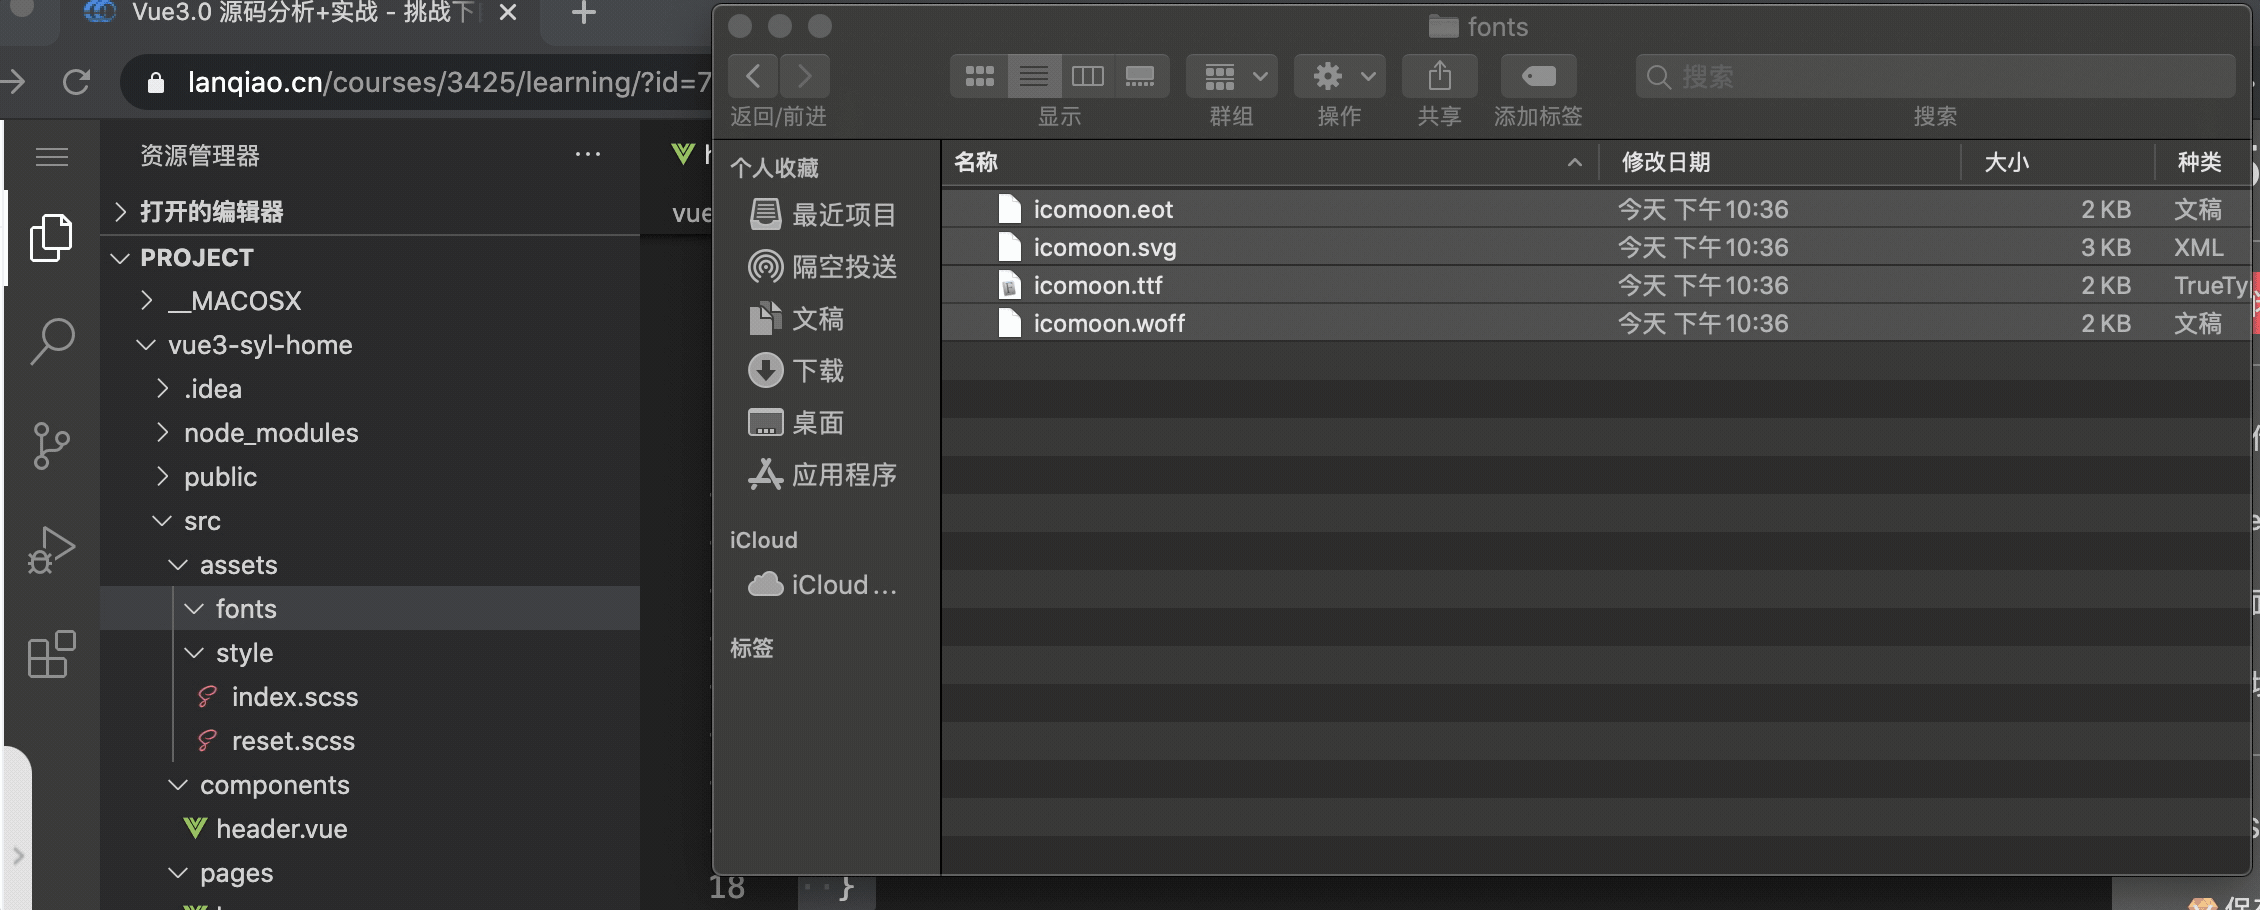 Vue3.0 源码分析+实战 - 挑战下
lanqiao.cn/courses/3425/learning/?id=7
资源管理器
打开的编辑器
PROJECT
__MACOSX
vue3-syl-home
.idea
node_modules
public
src
assets
fonts
style
index.scss
reset.scss
components
header.vue
pages
vue
18
}
fonts
返回/前进
显示
群组
操作
共享
添加标签
搜索
搜索
个人收藏
最近项目
隔空投送
文稿
下载
桌面
应用程序
iCloud
iCloud ...
标签
名称 修改日期 大小 种类
icomoon.eot 今天 下午10:36 2 KB 文稿
icomoon.svg 今天 下午10:36 3 KB XML
icomoon.ttf 今天 下午10:36 2 KB TrueTy
icomoon.woff 今天 下午10:36 2 KB 文稿